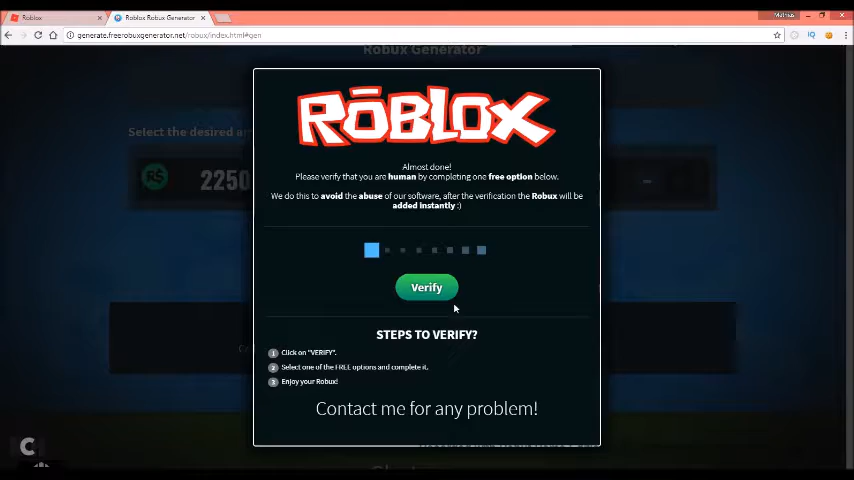 Roblox
Roblox Robux Generator
Mathias
generate.freerobuxgenerator.net/robux/index.html#gen
Robux Generator
Select the desired a
R$
2250
ROBLOX
Almost done!
Please verify that you are human by completing one free option below.
We do this to avoid the abuse of our software, after the verification the Robux will be
added instantly :)
Verify
STEPS TO VERIFY?
1 Click on "VERIFY".
2 Select one of the FREE options and complete it.
3 Enjoy your Robux!
Contact me for any problem!